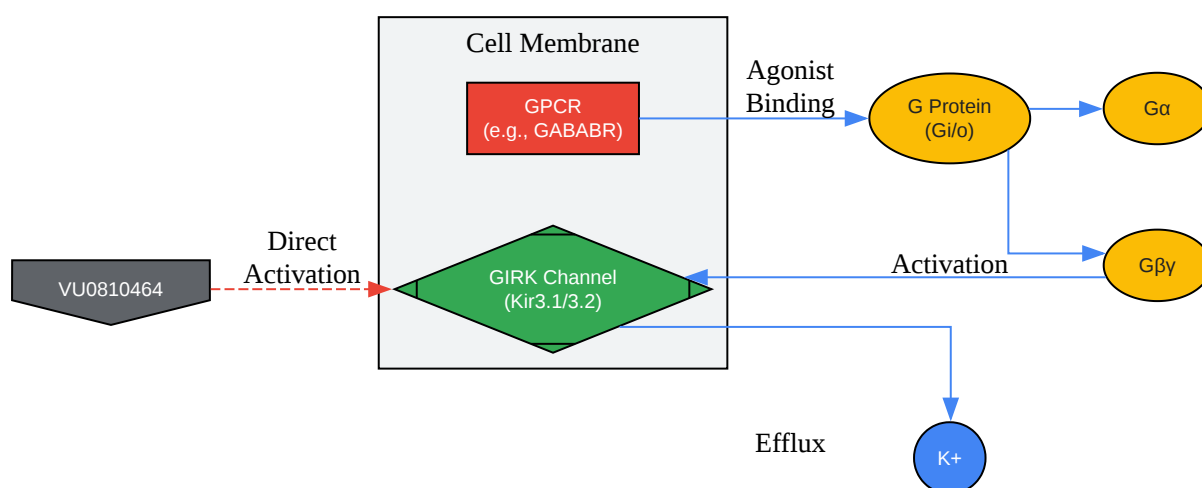 Cell Membrane
GPCR
(e.g., GABABR)
Agonist
Binding
G Protein
(Gi/o)
Gα
Direct
Activation
VU0810464
GIRK Channel
(Kir3.1/3.2)
Activation
Gβγ
Efflux
K+